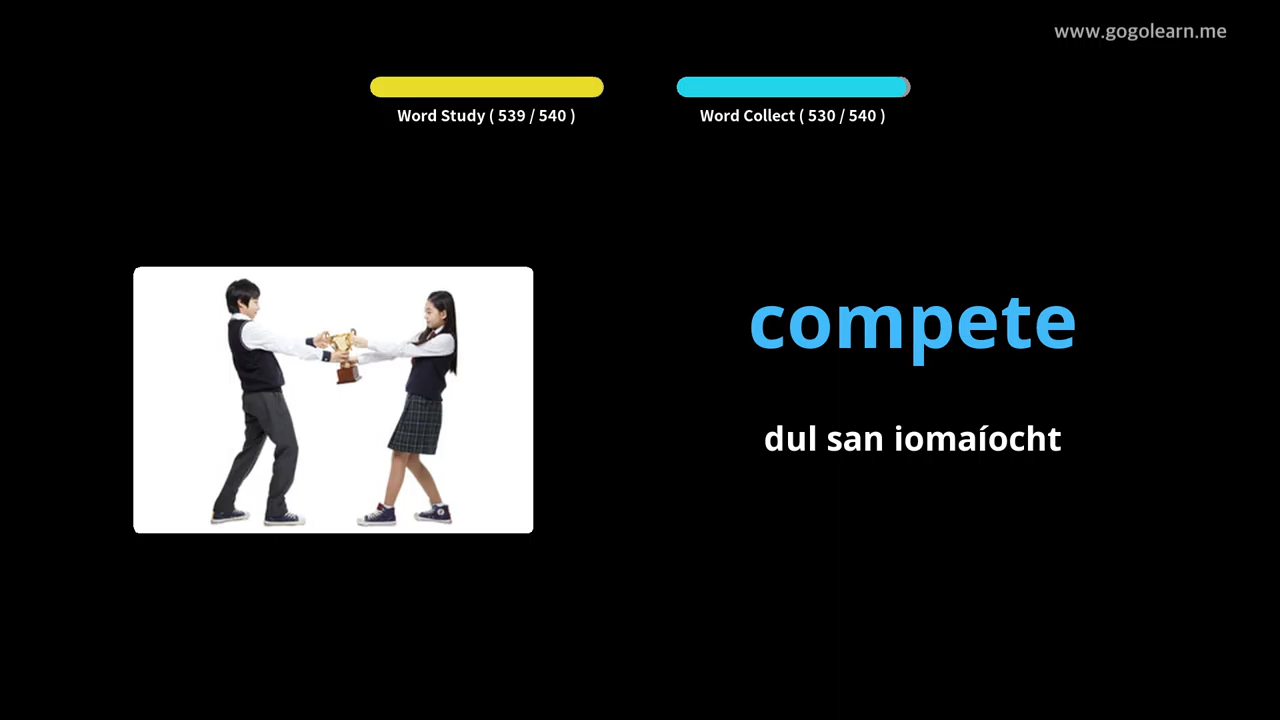 www.gogolearn.me
Word Study ( 539 / 540 )
Word Collect ( 530 / 540 )
compete
dul san iomaíocht